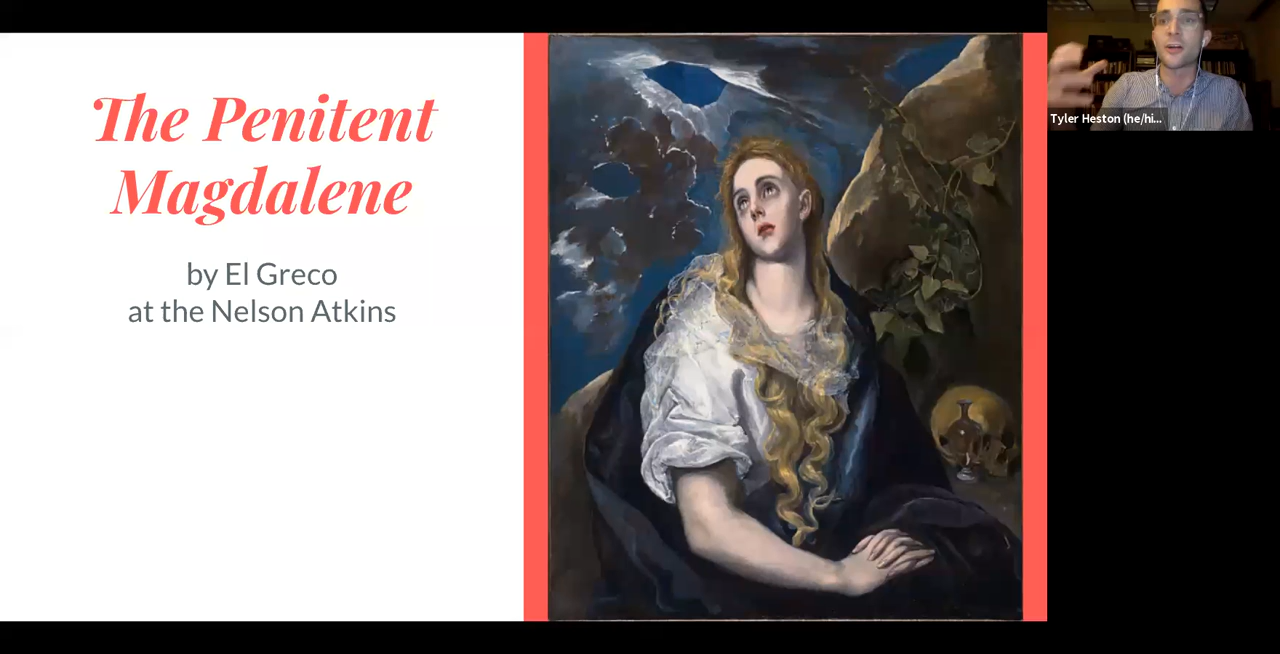 The Penitent
Magdalene
by El Greco
at the Nelson Atkins
Tyler Heston (he/hi...